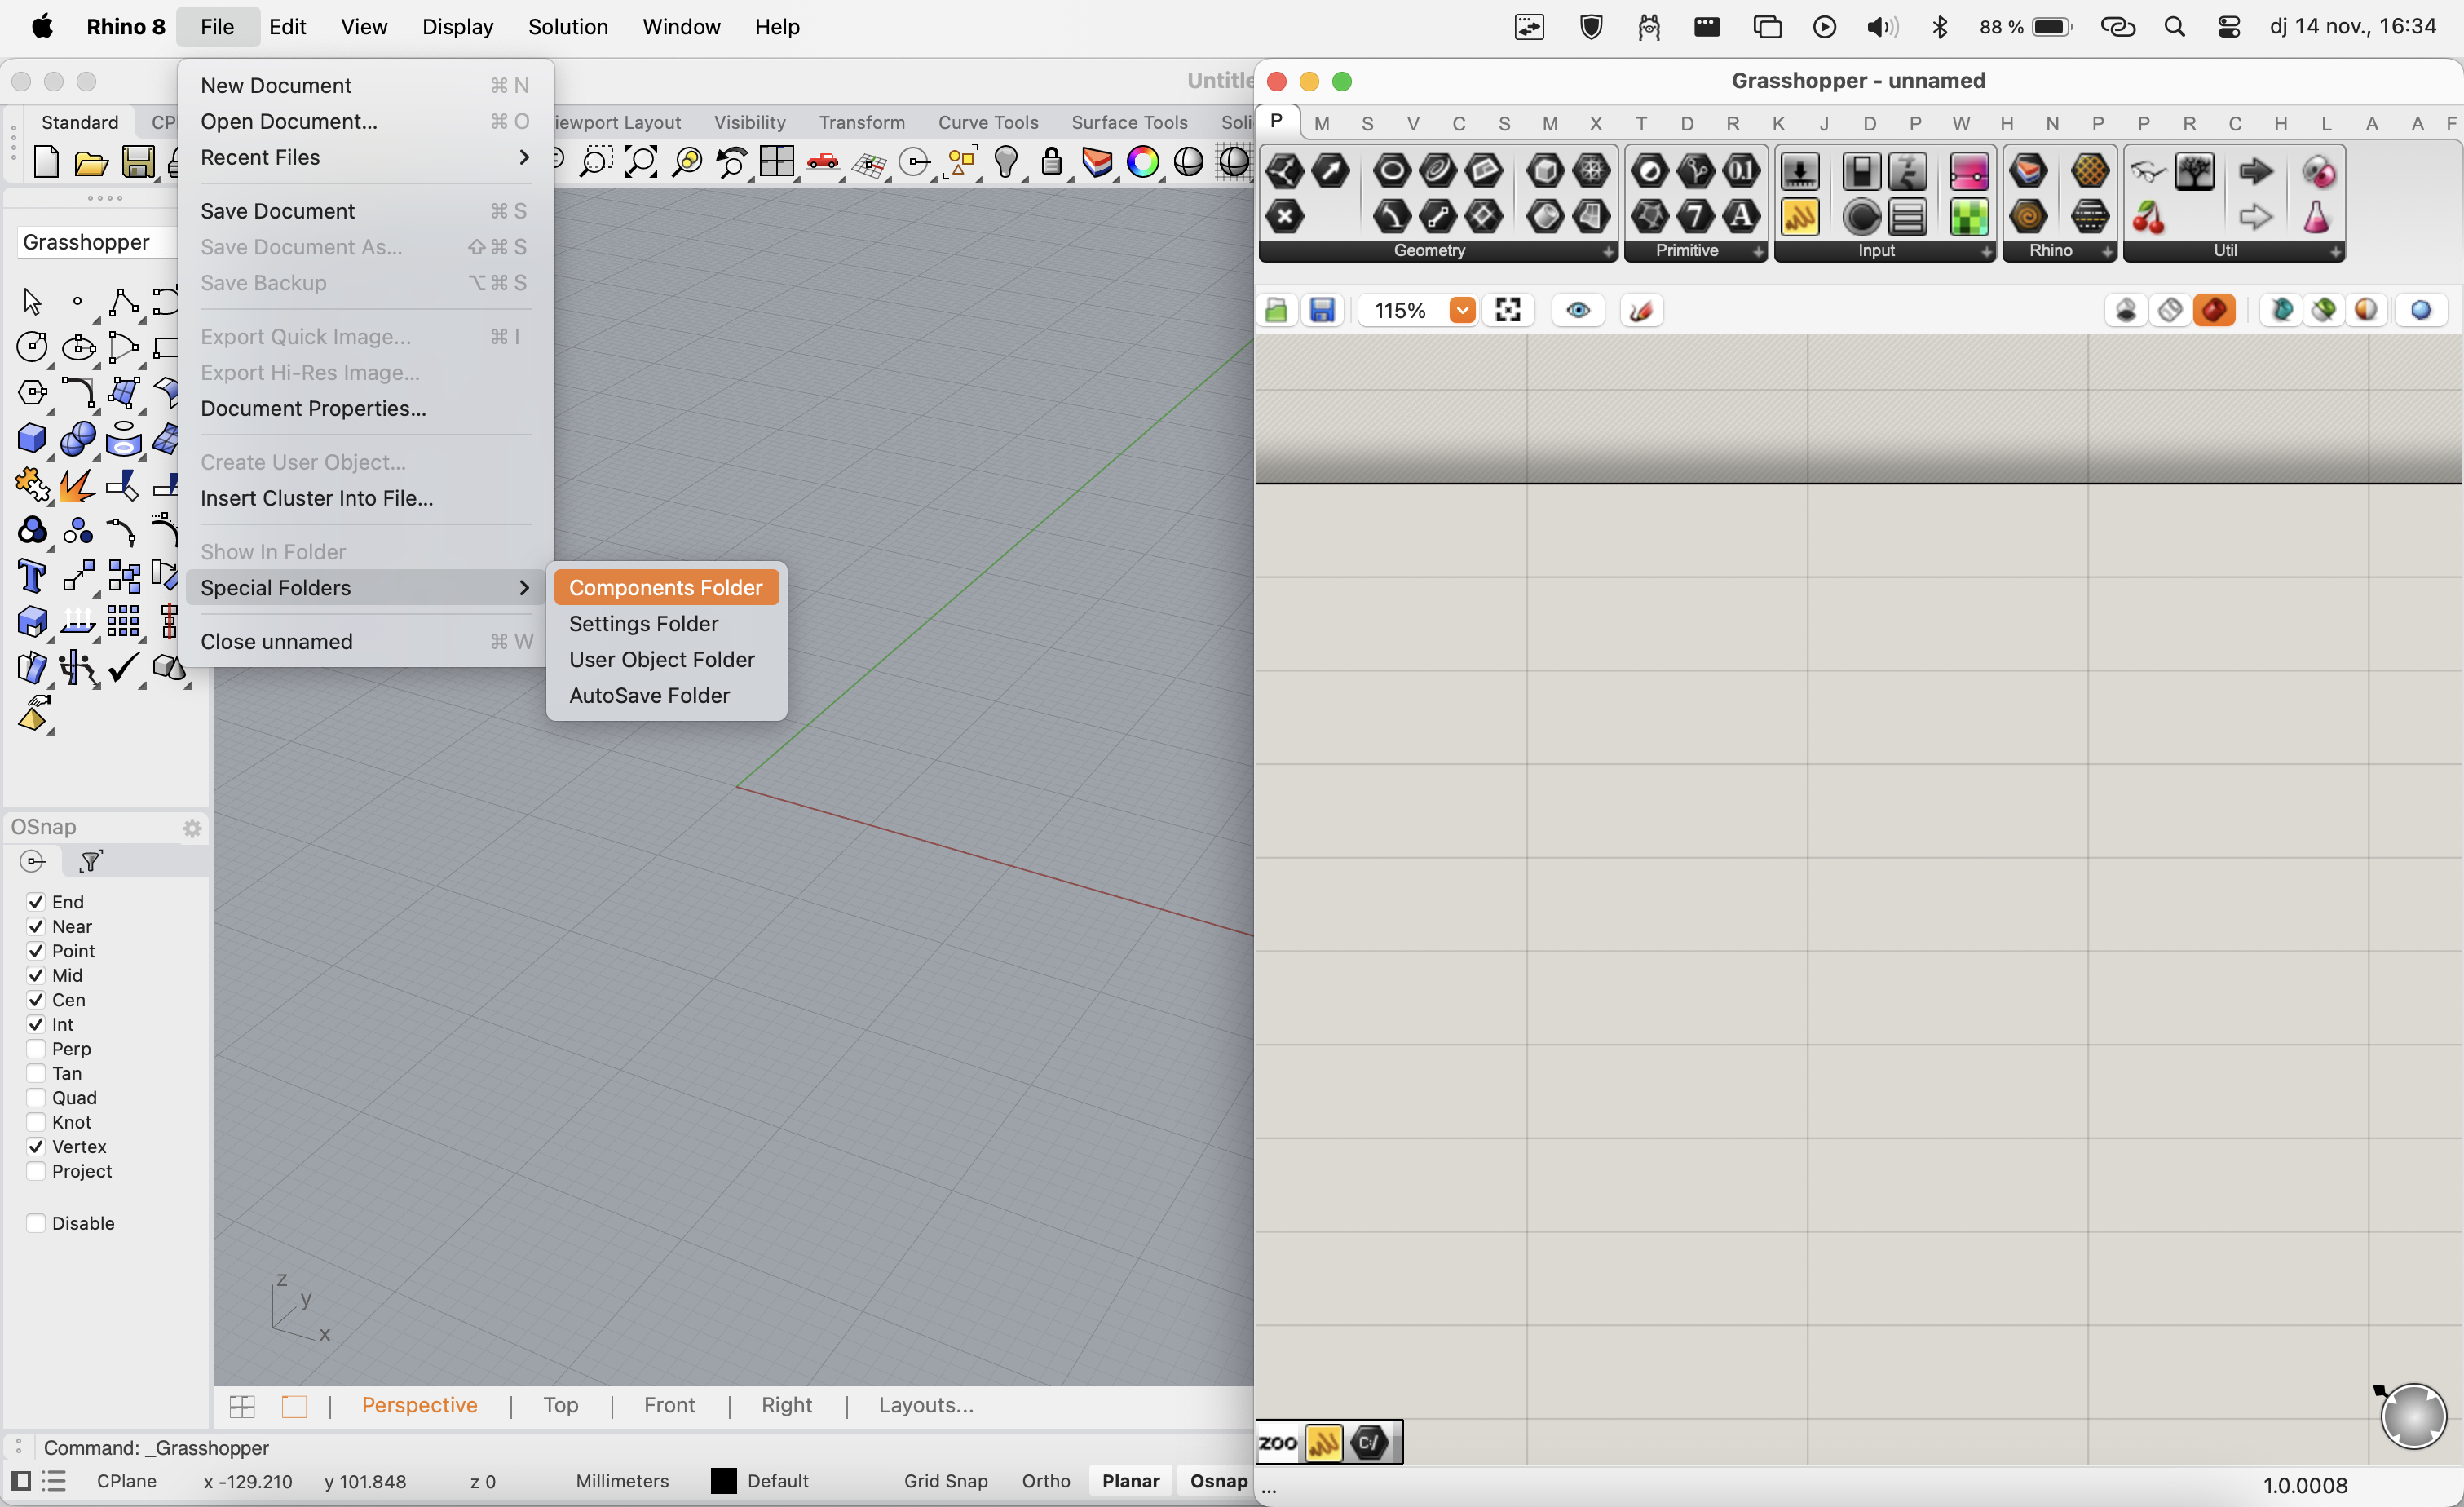 Rhino 8 File Edit View Display Solution Window Help
88 % dj 14 nov., 16:34
New Document ⌘ N
Open Document... ⌘ O
Recent Files
Save Document ⌘ S
Save Document As... ⇧ ⌘ S
Save Backup ⌥ ⌘ S
Export Quick Image... ⌘ I
Export Hi-Res Image...
Document Properties...
Create User Object...
Insert Cluster Into File...
Show In Folder
Special Folders
Close unnamed ⌘ W
Components Folder
Settings Folder
User Object Folder
AutoSave Folder
Standard Visibility Transform Curve Tools Surface Tools
Grasshopper
OSnap
End
Near
Point
Mid
Cen
Int
Perp
Tan
Quad
Knot
Vertex
Project
Disable
z
y
x
Perspective | Top | Front | Right | Layouts...
Command: _Grasshopper
CPlane x -129.210 y 101.848 z 0 Millimeters Default Grid Snap Ortho Planar Osnap
Grasshopper - unnamed
P M S V C S M X T D R K J D P W H N P P R C H L A A F
Geometry Primitive Input Rhino Util
115%
ZOO
...
1.0.0008